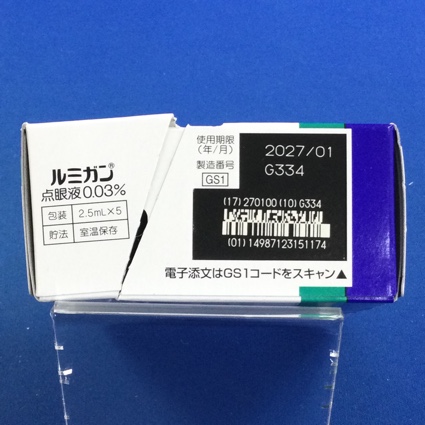 ルミガン®
点眼液0.03%
包装 2.5mL×5
貯法 室温保存
使用期限
(年/月)
2027/01
製造番号
G334
GS1
(17)270100(10)G334
(01)14987123151174
電子添文はGS1コードをスキャン▲